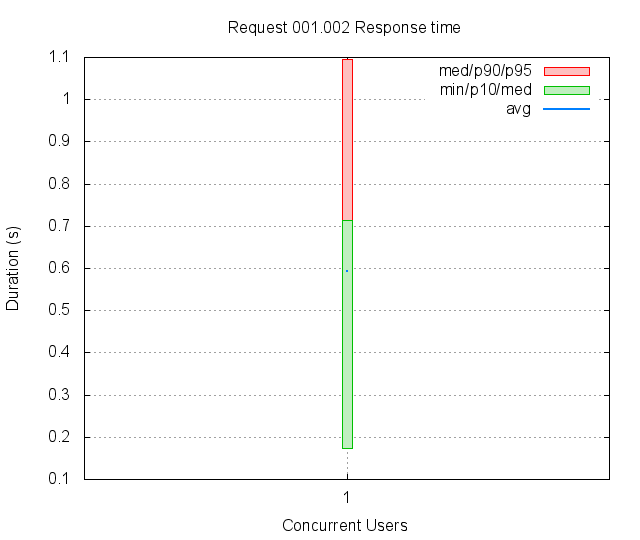 Request 001.002 Response time
med/p90/p95
min/p10/med
avg
1.1
1
0.9
0.8
0.7
0.6
0.5
0.4
0.3
0.2
0.1
Duration (s)
1
Concurrent Users